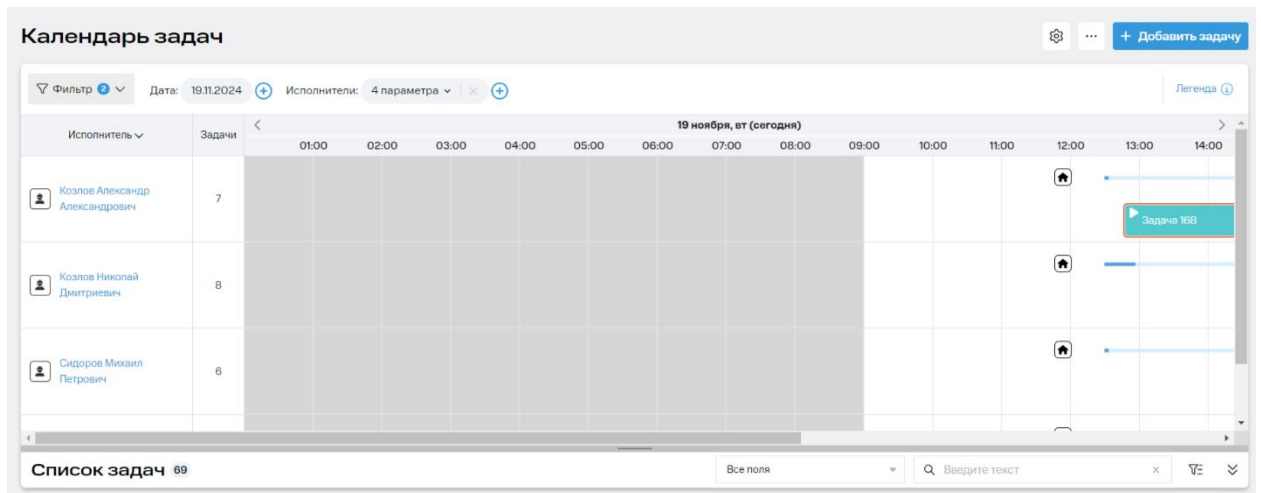 Календарь задач
+ Добавить задачу
Фильтр 2
Дата: 19.11.2024
Исполнители: 4 параметра
Легенда
Исполнитель
Задачи
19 ноября, вт (сегодня)
01:00 02:00 03:00 04:00 05:00 06:00 07:00 08:00 09:00 10:00 11:00 12:00 13:00 14:00
Козлов Александр
Александрович
7
Задача 168
Козлов Николай
Дмитриевич
8
Сидоров Михаил
Петрович
6
Список задач 69
Все поля
Введите текст